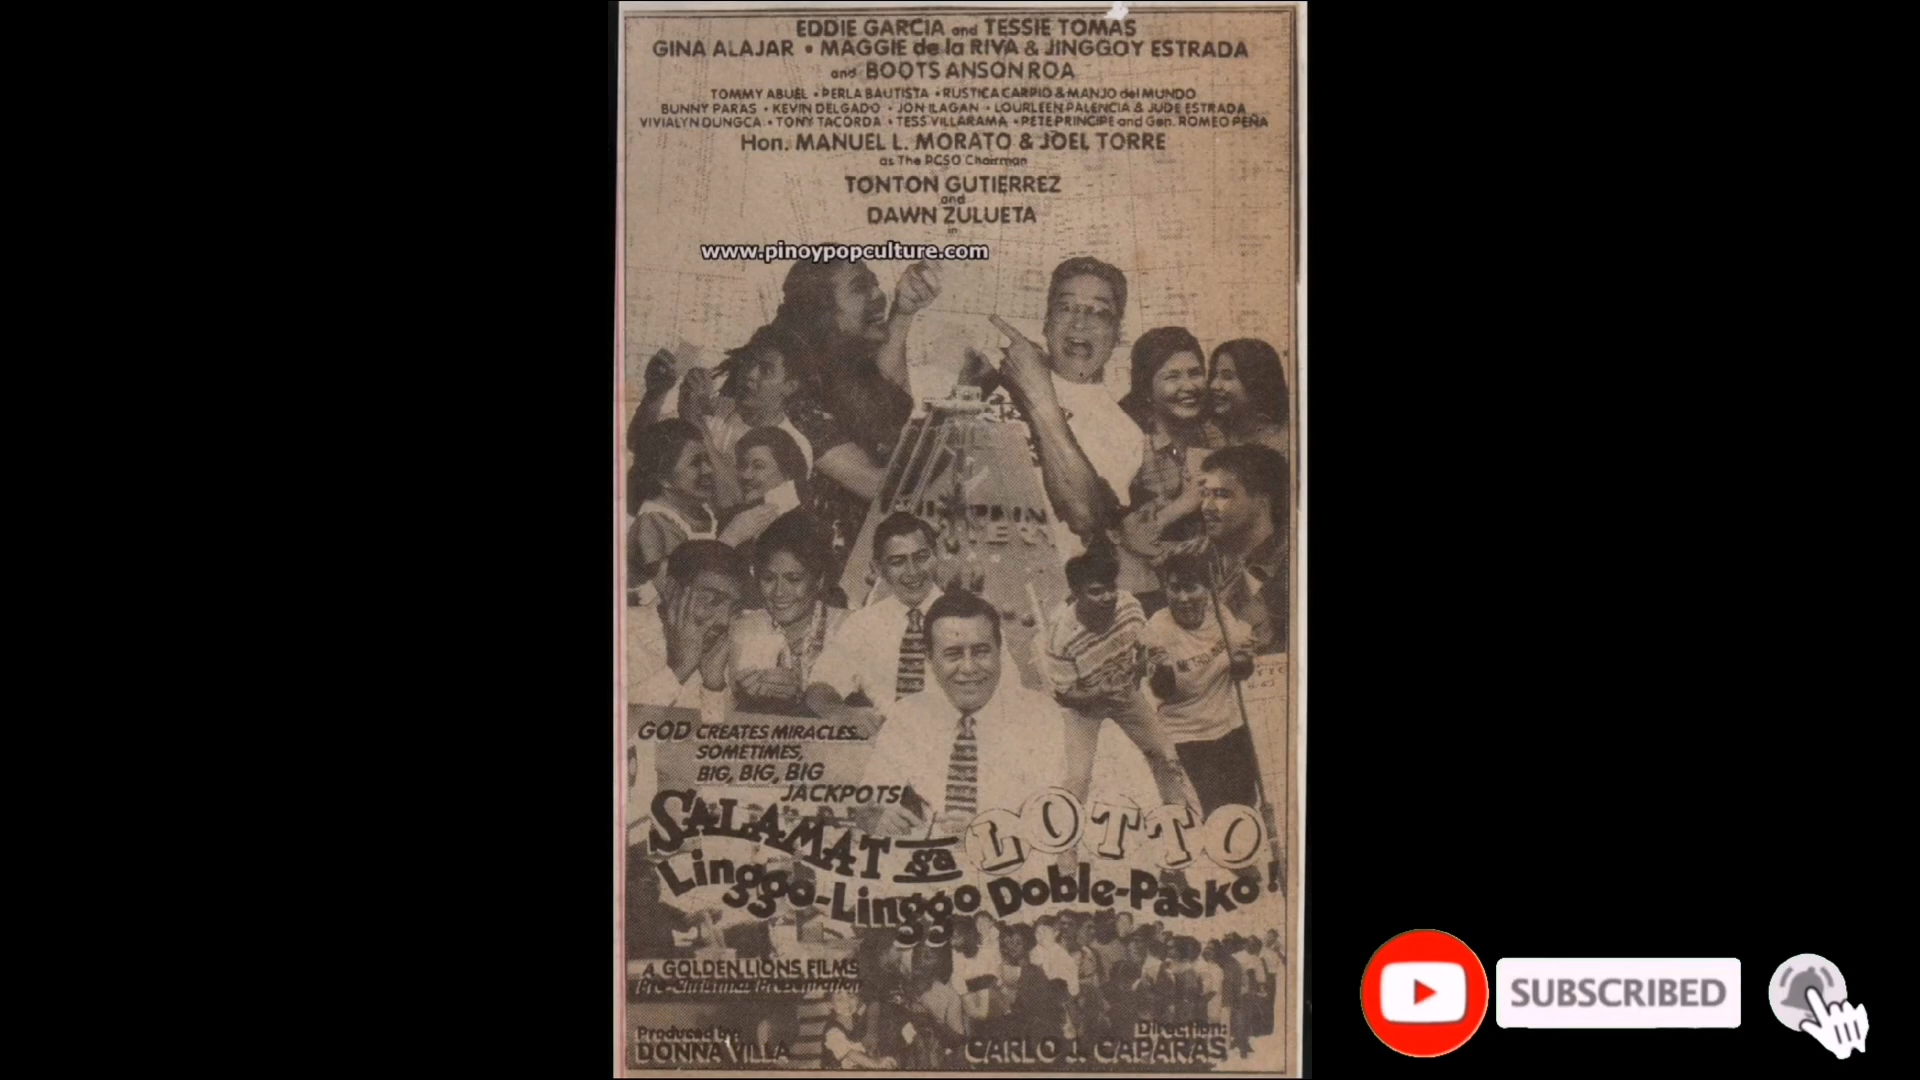 EDDIE GARCIA and TESSIE TOMAS
GINA ALAJAR • MAGGIE de la RIVA & JINGGOY ESTRADA
and BOOTS ANSON ROA
TOMMY ABUEL • PERLA BAUTISTA • RUSTICA CARPIO & MANJO del MUNDO
BUNNY PARAS • KEVIN DELGADO • JON ILAGAN • LOURLEEN PALENCIA & JUDE ESTRADA
VIVIALYN DUNGCA • TONY TACORDA • TESS VILLARAMA • PETE PRINCIPE and Gen. ROMEO PEÑA
Hon. MANUEL L. MORATO & JOEL TORRE
as The PCSO Chairman
TONTON GUTIERREZ
and
DAWN ZULUETA
in
www.pinoypopculture.com
GOD CREATES MIRACLES...
SOMETIMES,
BIG, BIG, BIG
JACKPOTS!
SALAMAT sa LOTTO
Linggo-Linggo Doble-Pasko!
A GOLDEN LIONS FILMS
Pre-Christmas Presentation
Produced by:
DONNA VILLA
Direction:
CARLO J. CAPARAS
SUBSCRIBED